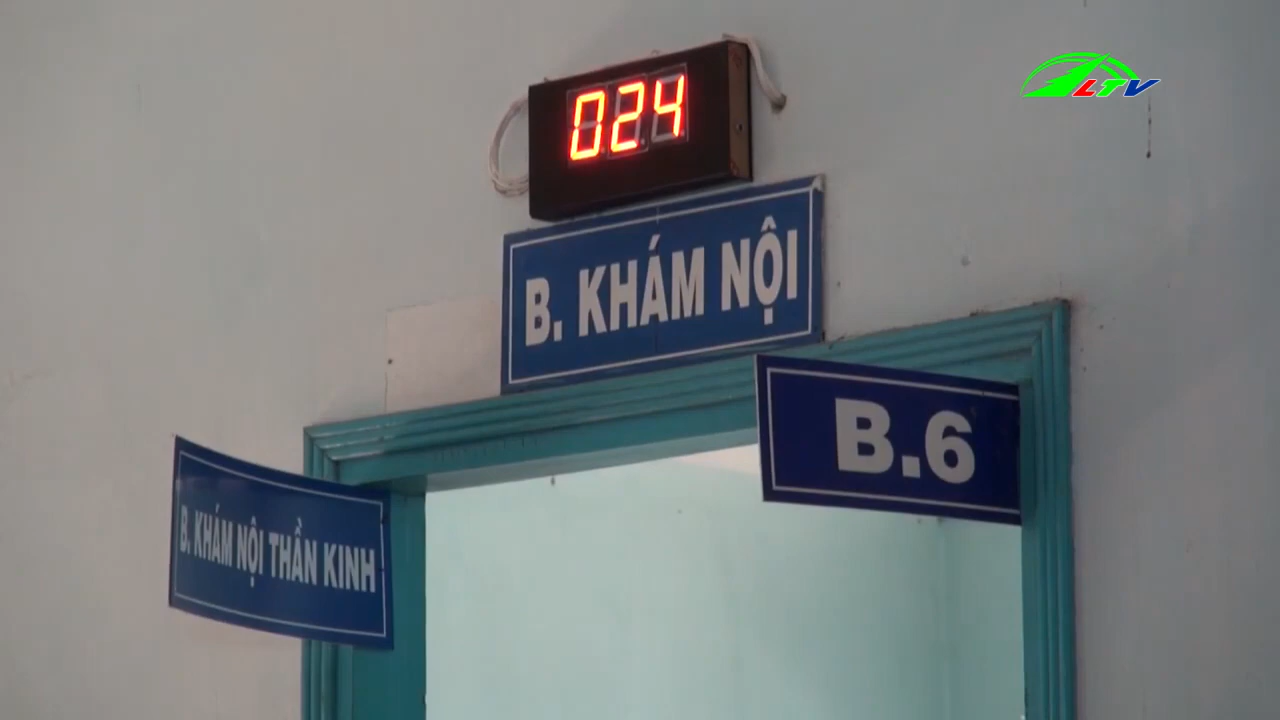 LTV
024
B. KHÁM NỘI
B.6
B. KHÁM NỘI THẦN KINH